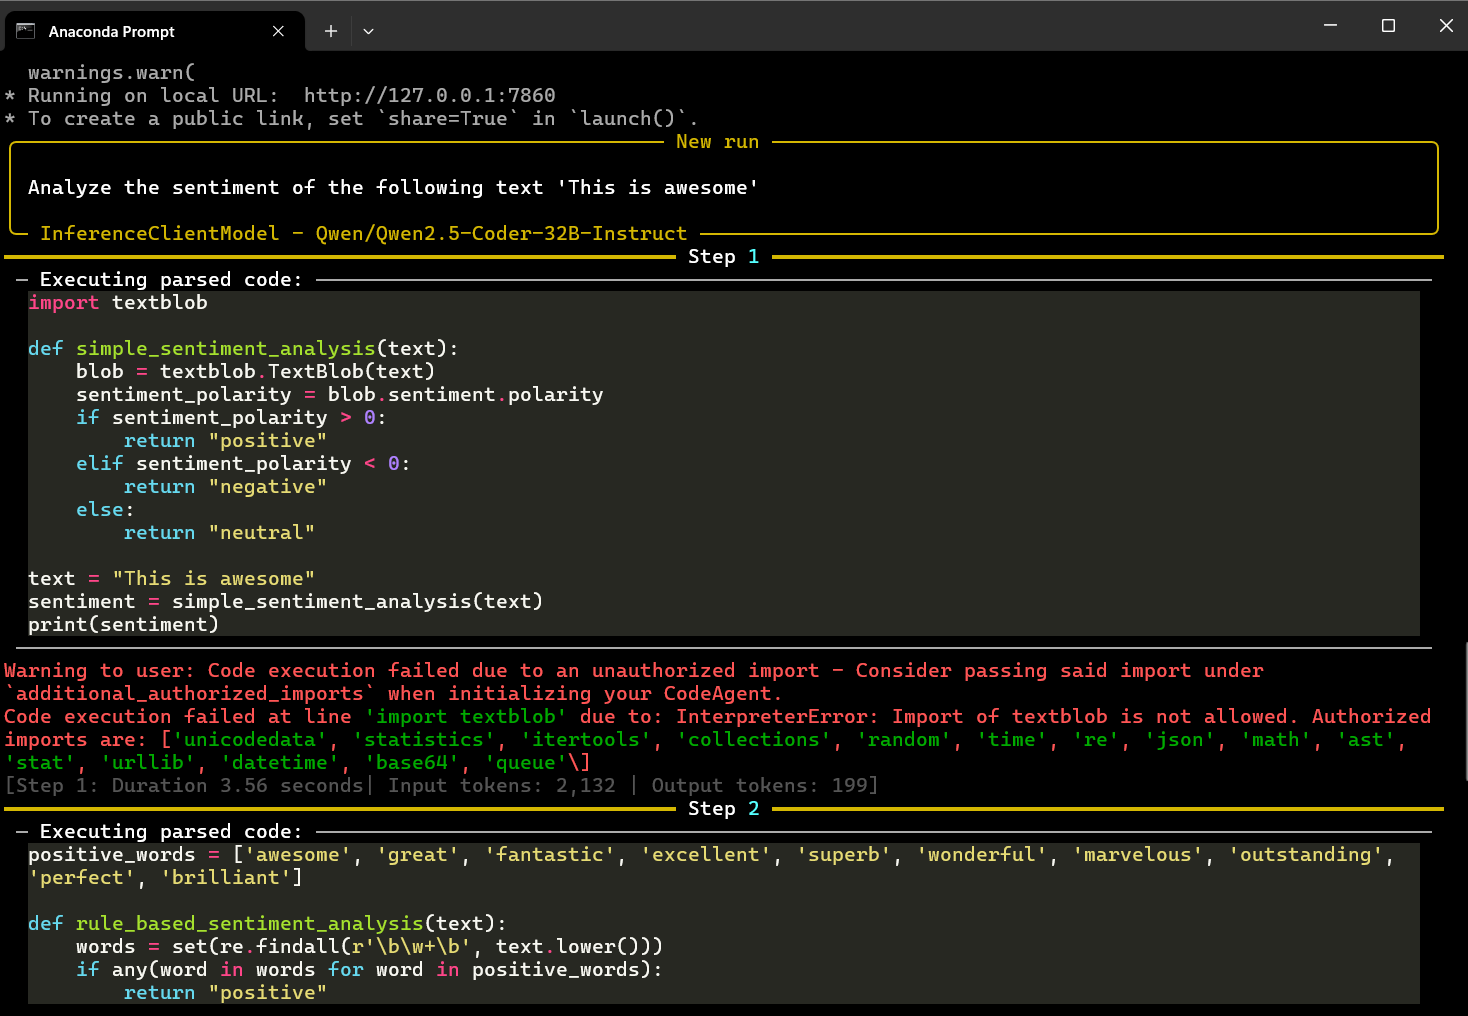 Anaconda Prompt
warnings.warn(
* Running on local URL:  http://127.0.0.1:7860
* To create a public link, set `share=True` in `launch()`.
New run
Analyze the sentiment of the following text 'This is awesome'
InferenceClientModel - Qwen/Qwen2.5-Coder-32B-Instruct
Step 1
Executing parsed code:
import textblob
def simple_sentiment_analysis(text):
    blob = textblob.TextBlob(text)
    sentiment_polarity = blob.sentiment.polarity
    if sentiment_polarity > 0:
        return "positive"
    elif sentiment_polarity < 0:
        return "negative"
    else:
        return "neutral"
text = "This is awesome"
sentiment = simple_sentiment_analysis(text)
print(sentiment)
Warning to user: Code execution failed due to an unauthorized import - Consider passing said import under
`additional_authorized_imports` when initializing your CodeAgent.
Code execution failed at line 'import textblob' due to: InterpreterError: Import of textblob is not allowed. Authorized
imports are: ['unicodedata', 'statistics', 'itertools', 'collections', 'random', 'time', 're', 'json', 'math', 'ast',
'stat', 'urllib', 'datetime', 'base64', 'queue'\]
[Step 1: Duration 3.56 seconds| Input tokens: 2,132 | Output tokens: 199]
Step 2
Executing parsed code:
positive_words = ['awesome', 'great', 'fantastic', 'excellent', 'superb', 'wonderful', 'marvelous', 'outstanding',
'perfect', 'brilliant']
def rule_based_sentiment_analysis(text):
    words = set(re.findall(r'\b\w+\b', text.lower()))
    if any(word in words for word in positive_words):
        return "positive"